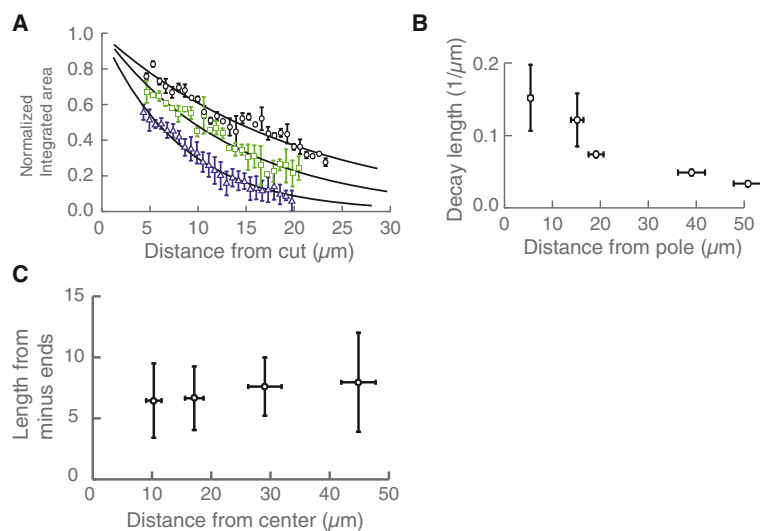 A
Normalized
Integrated area
1.0
0.8
0.6
0.4
0.2
0.0
0
5
10
15
20
25
30
Distance from cut (µm)
B
Decay length (1/µm)
0.2
0.1
0.0
0
10
20
30
40
50
Distance from pole (µm)
C
Length from
minus ends
15
10
5
0
0
10
20
30
40
50
Distance from center (µm)